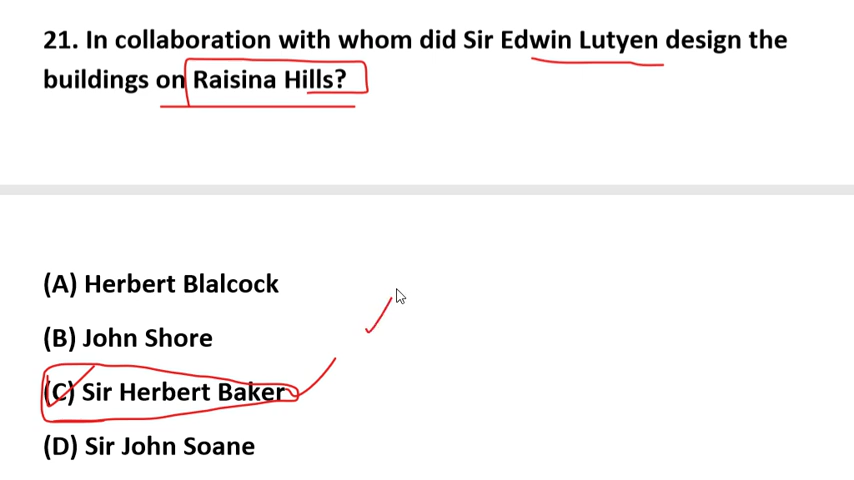 21. In collaboration with whom did Sir Edwin Lutyen design the
buildings on Raisina Hills?
(A) Herbert Blalcock
(B) John Shore
(C) Sir Herbert Baker
(D) Sir John Soane